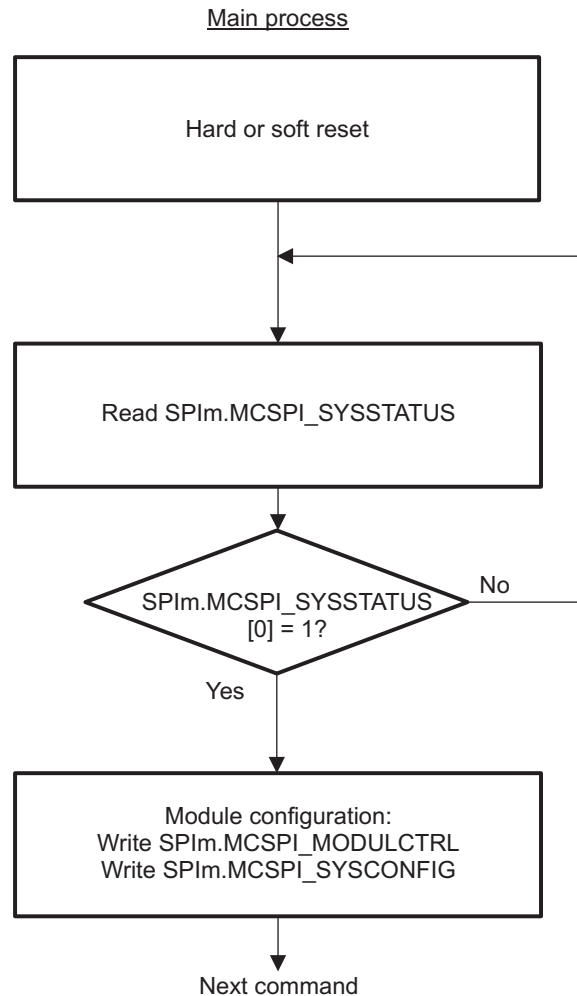 Main process
Hard or soft reset
Read SPIm.MCSPI_SYSSTATUS
SPIm.MCSPI_SYSSTATUS
[0] = 1?
No
Yes
Module configuration:
Write SPIm.MCSPI_MODULCTRL
Write SPIm.MCSPI_SYSCONFIG
Next command